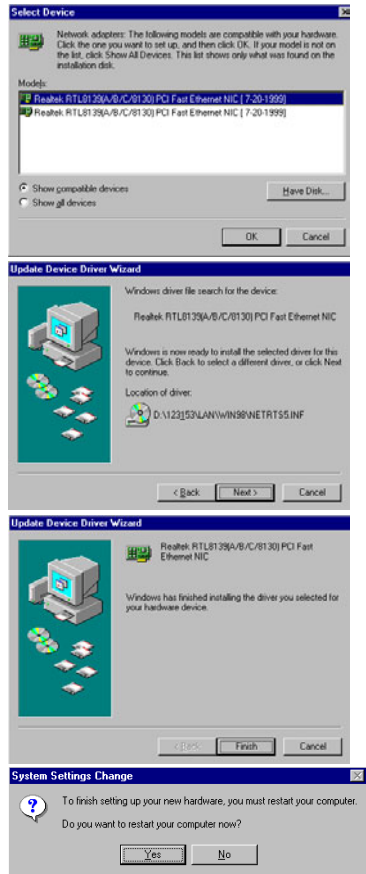 Select Device
Network adapters: The following models are compatible with your hardware.
Click the one you want to set up, and then click OK. If your model is not on
the list, click Show All Devices. This list shows only what was found on the
installation disk.
Models:
Realtek RTL8139(A/B/C/8130) PCI Fast Ethernet NIC [ 7-20-1999]
Realtek RTL8139(A/B/C/8130) PCI Fast Ethernet NIC [ 7-20-1999]
Show compatible devices
Show all devices
Have Disk...
OK
Cancel
Update Device Driver Wizard
Windows driver file search for the device:
Realtek RTL8139(A/B/C/8130) PCI Fast Ethernet NIC
Windows is now ready to install the selected driver for this
device. Click Back to select a different driver, or click Next
to continue.
Location of driver:
< Back
Next >
Cancel
Update Device Driver Wizard
Realtek RTL8139(A/B/C/8130) PCI Fast
Ethernet NIC
Windows has finished installing the driver you selected for
your hardware device.
< Back
Finish
Cancel
System Settings Change
To finish setting up your new hardware, you must restart your computer.
Do you want to restart your computer now?
Yes
No